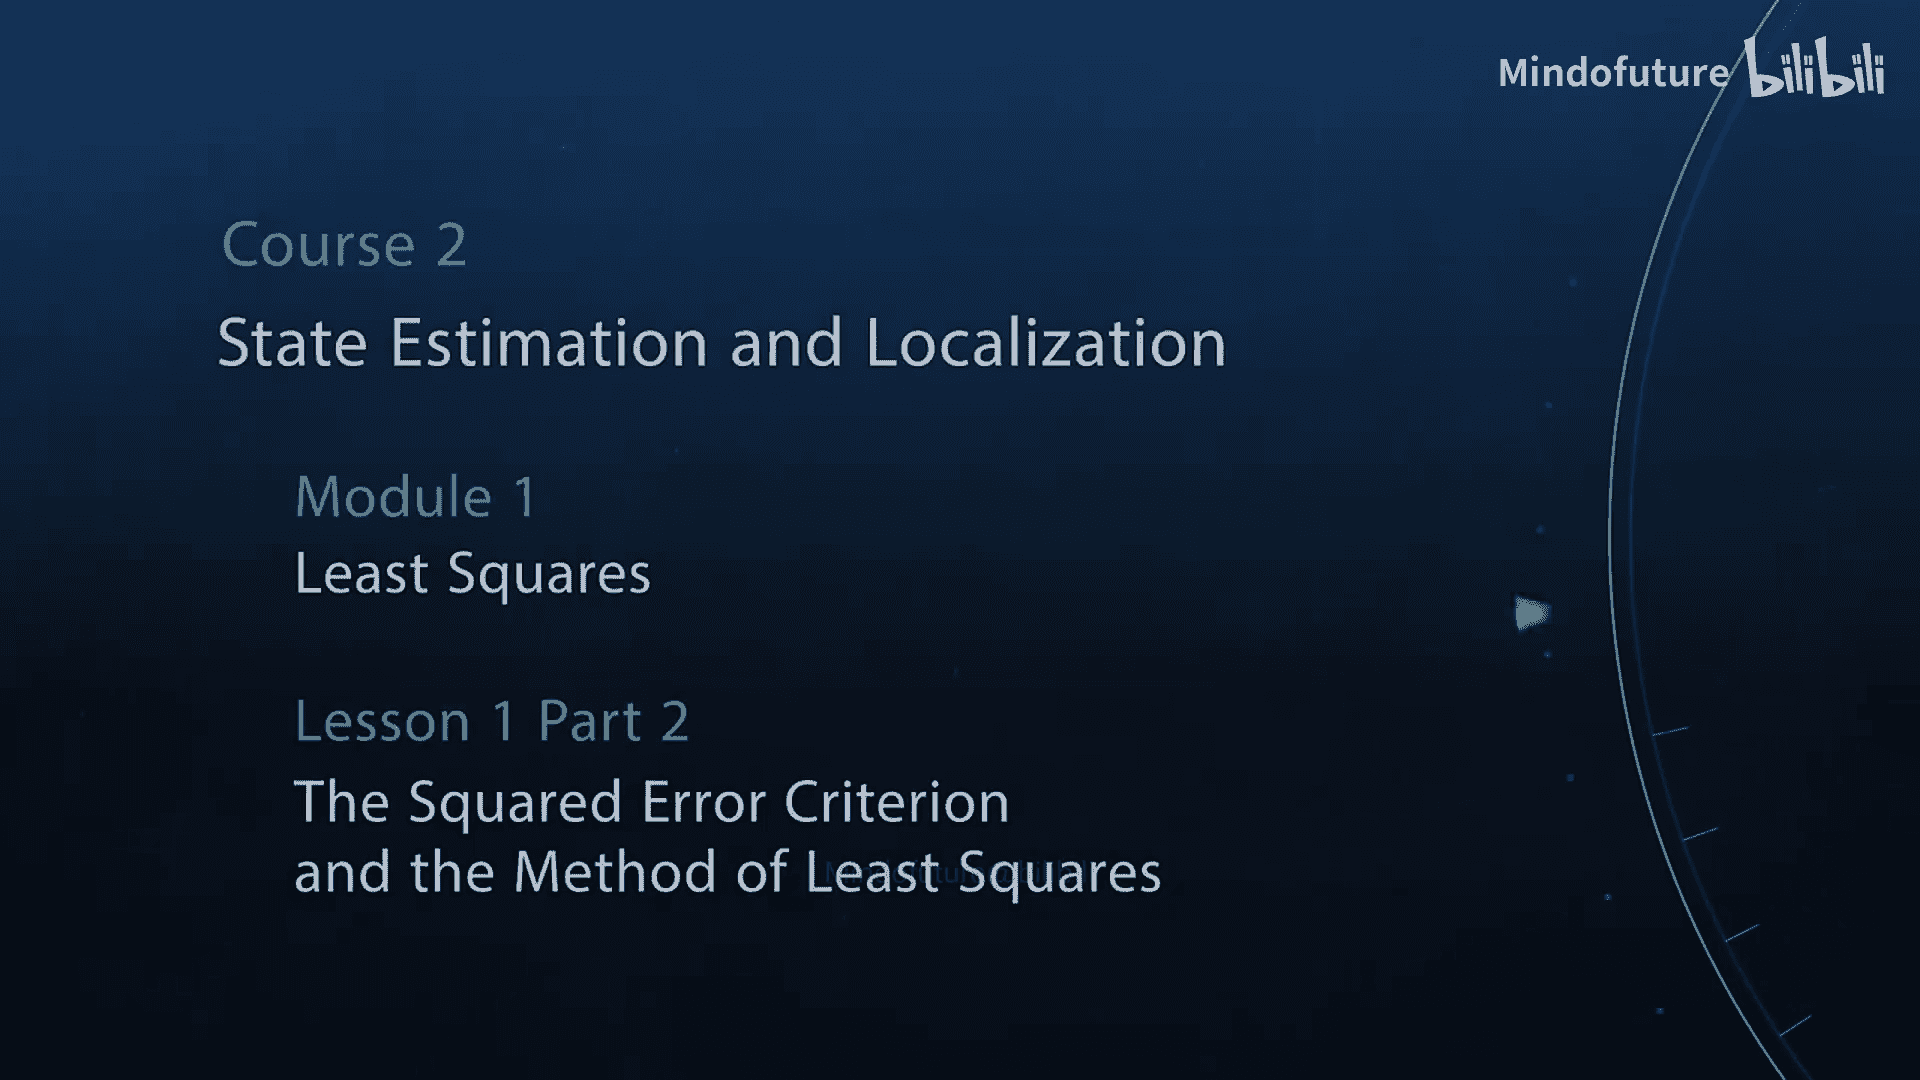 Mindofuture bilibili
Course 2
State Estimation and Localization
Module 1
Least Squares
Lesson 1 Part 2
The Squared Error Criterion
and the Method of Least Squares